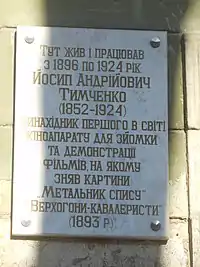 Тут жив і працював
з 1896 по 1924 рік
Йосип Андрійович
Тимченко
(1852-1924)
винахідник першого в світі
кіноапарату для зйомки
та демонстрації
фільмів, на якому
зняв картини
"Метальник спису"
"Верхогони-кавалеристи"
(1893 р.)